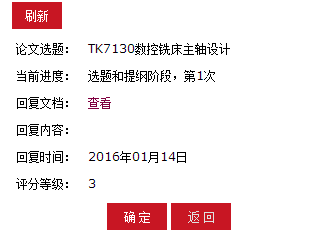 刷新
论文选题： TK7130数控铣床主轴设计
当前进度： 选题和提纲阶段，第1次
回复文档： 查看
回复内容：
回复时间： 2016年01月14日
评分等级： 3
确定 返回